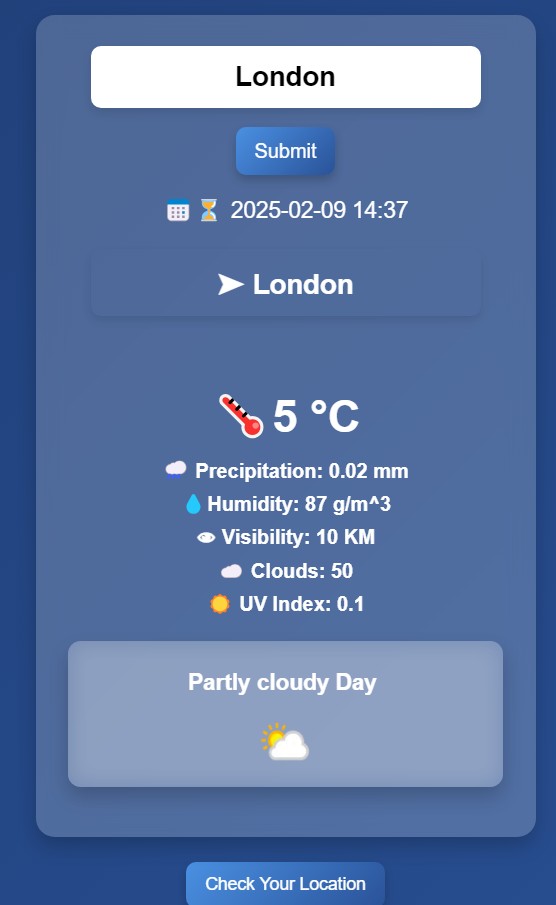 London
Submit
2025-02-09 14:37
London
5 °C
Precipitation: 0.02 mm
Humidity: 87 g/m^3
Visibility: 10 KM
Clouds: 50
UV Index: 0.1
Partly cloudy Day
Check Your Location